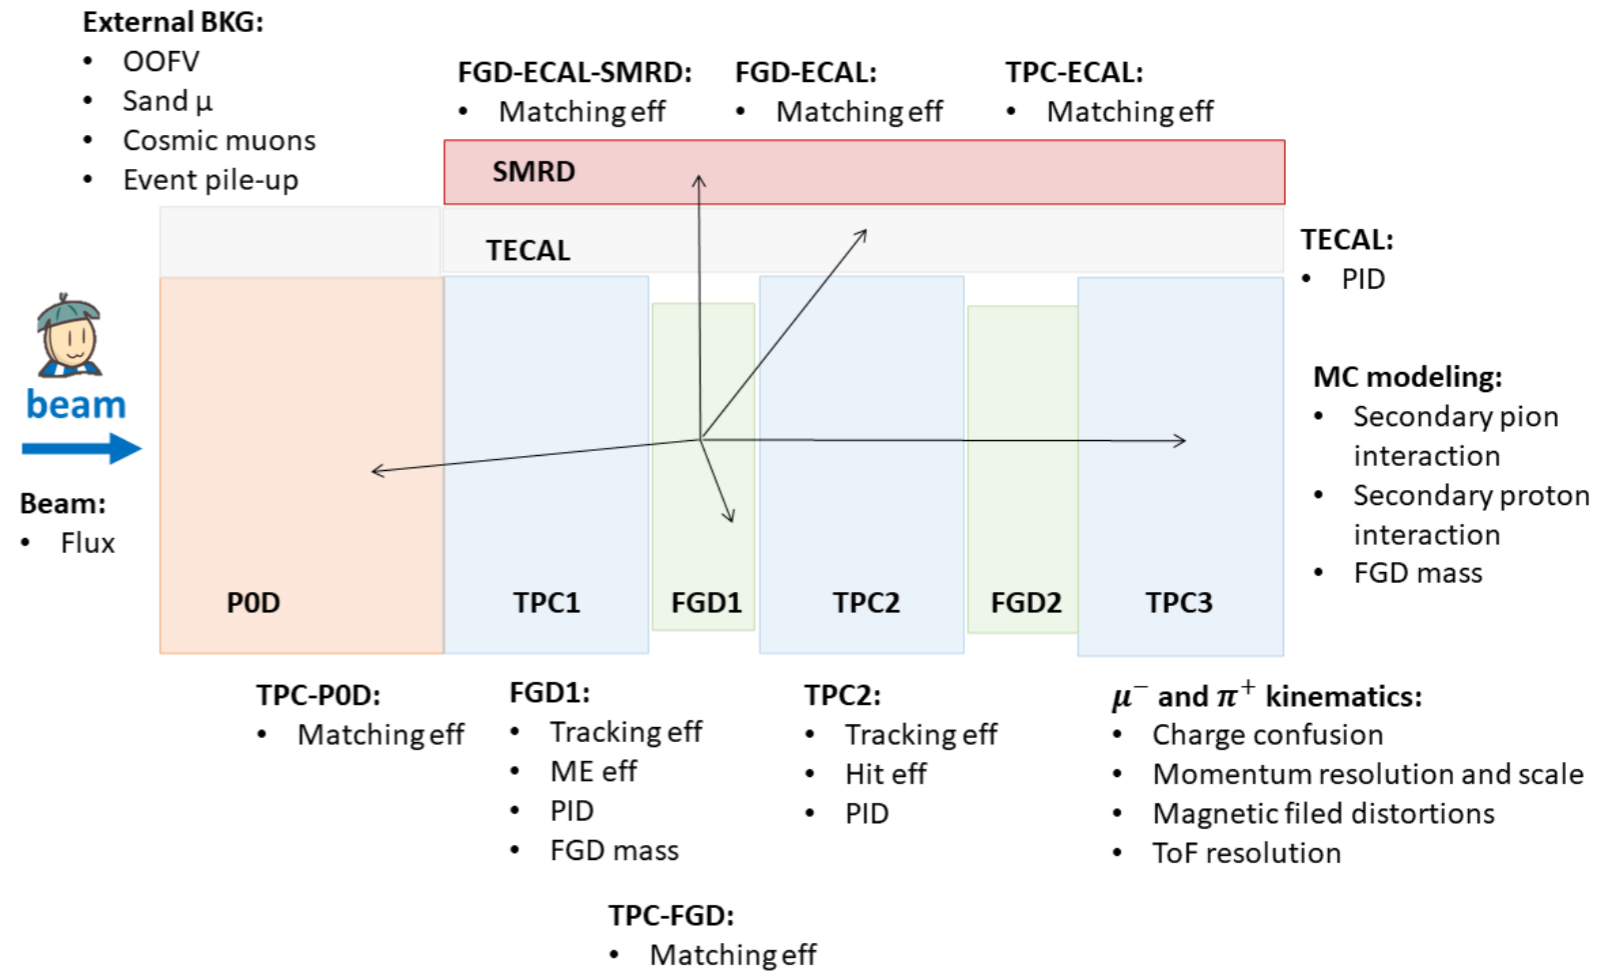 External BKG:
• OOFV
• Sand μ
• Cosmic muons
• Event pile-up
FGD-ECAL-SMRD:
• Matching eff
FGD-ECAL:
• Matching eff
TPC-ECAL:
• Matching eff
SMRD
TECAL
TECAL:
• PID
beam
Beam:
• Flux
MC modeling:
• Secondary pion
interaction
• Secondary proton
interaction
• FGD mass
P0D
TPC1
FGD1
TPC2
FGD2
TPC3
TPC-P0D:
• Matching eff
FGD1:
• Tracking eff
• ME eff
• PID
• FGD mass
TPC2:
• Tracking eff
• Hit eff
• PID
μ⁻ and π⁺ kinematics:
• Charge confusion
• Momentum resolution and scale
• Magnetic filed distortions
• ToF resolution
TPC-FGD:
• Matching eff